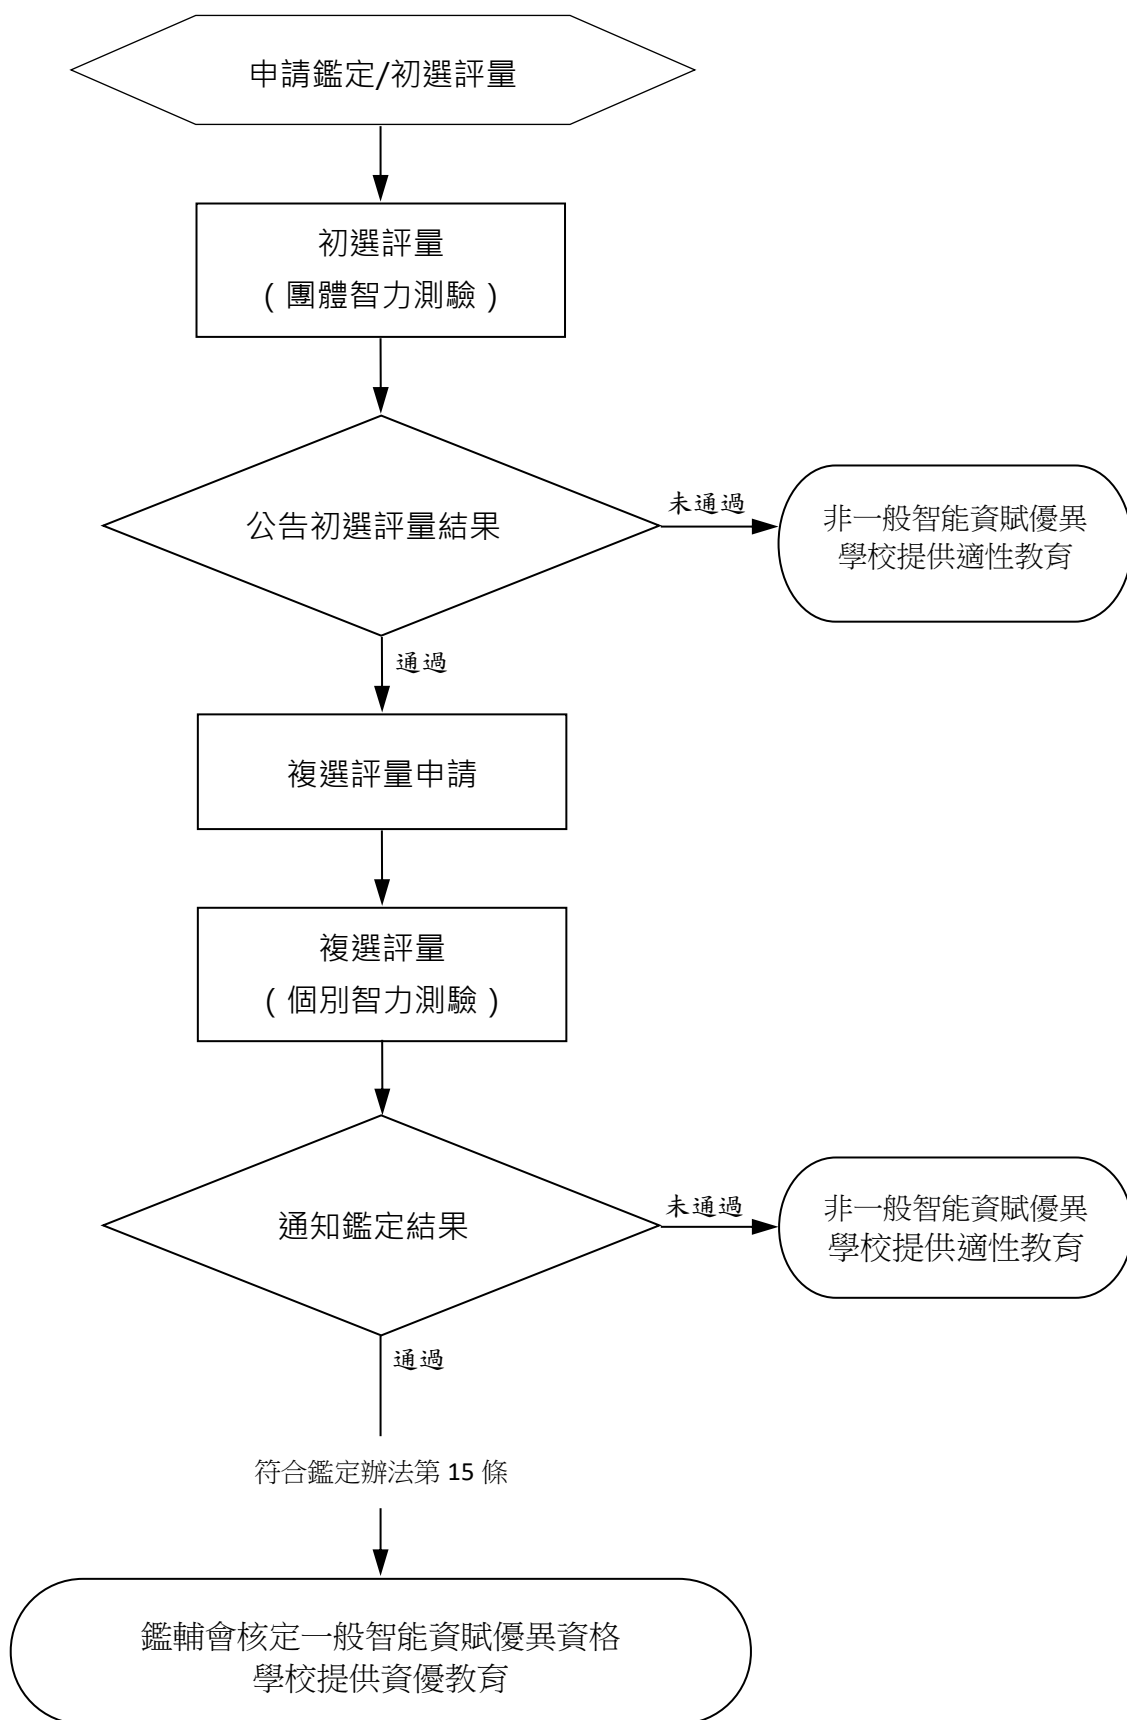 申請鑑定/初選評量
初選評量
(團體智力測驗)
公告初選評量結果
未通過
非一般智能資賦優異
學校提供適性教育
通過
複選評量申請
複選評量
(個別智力測驗)
通知鑑定結果
未通過
非一般智能資賦優異
學校提供適性教育
通過
符合鑑定辦法第 15 條
鑑輔會核定一般智能資賦優異資格
學校提供資優教育